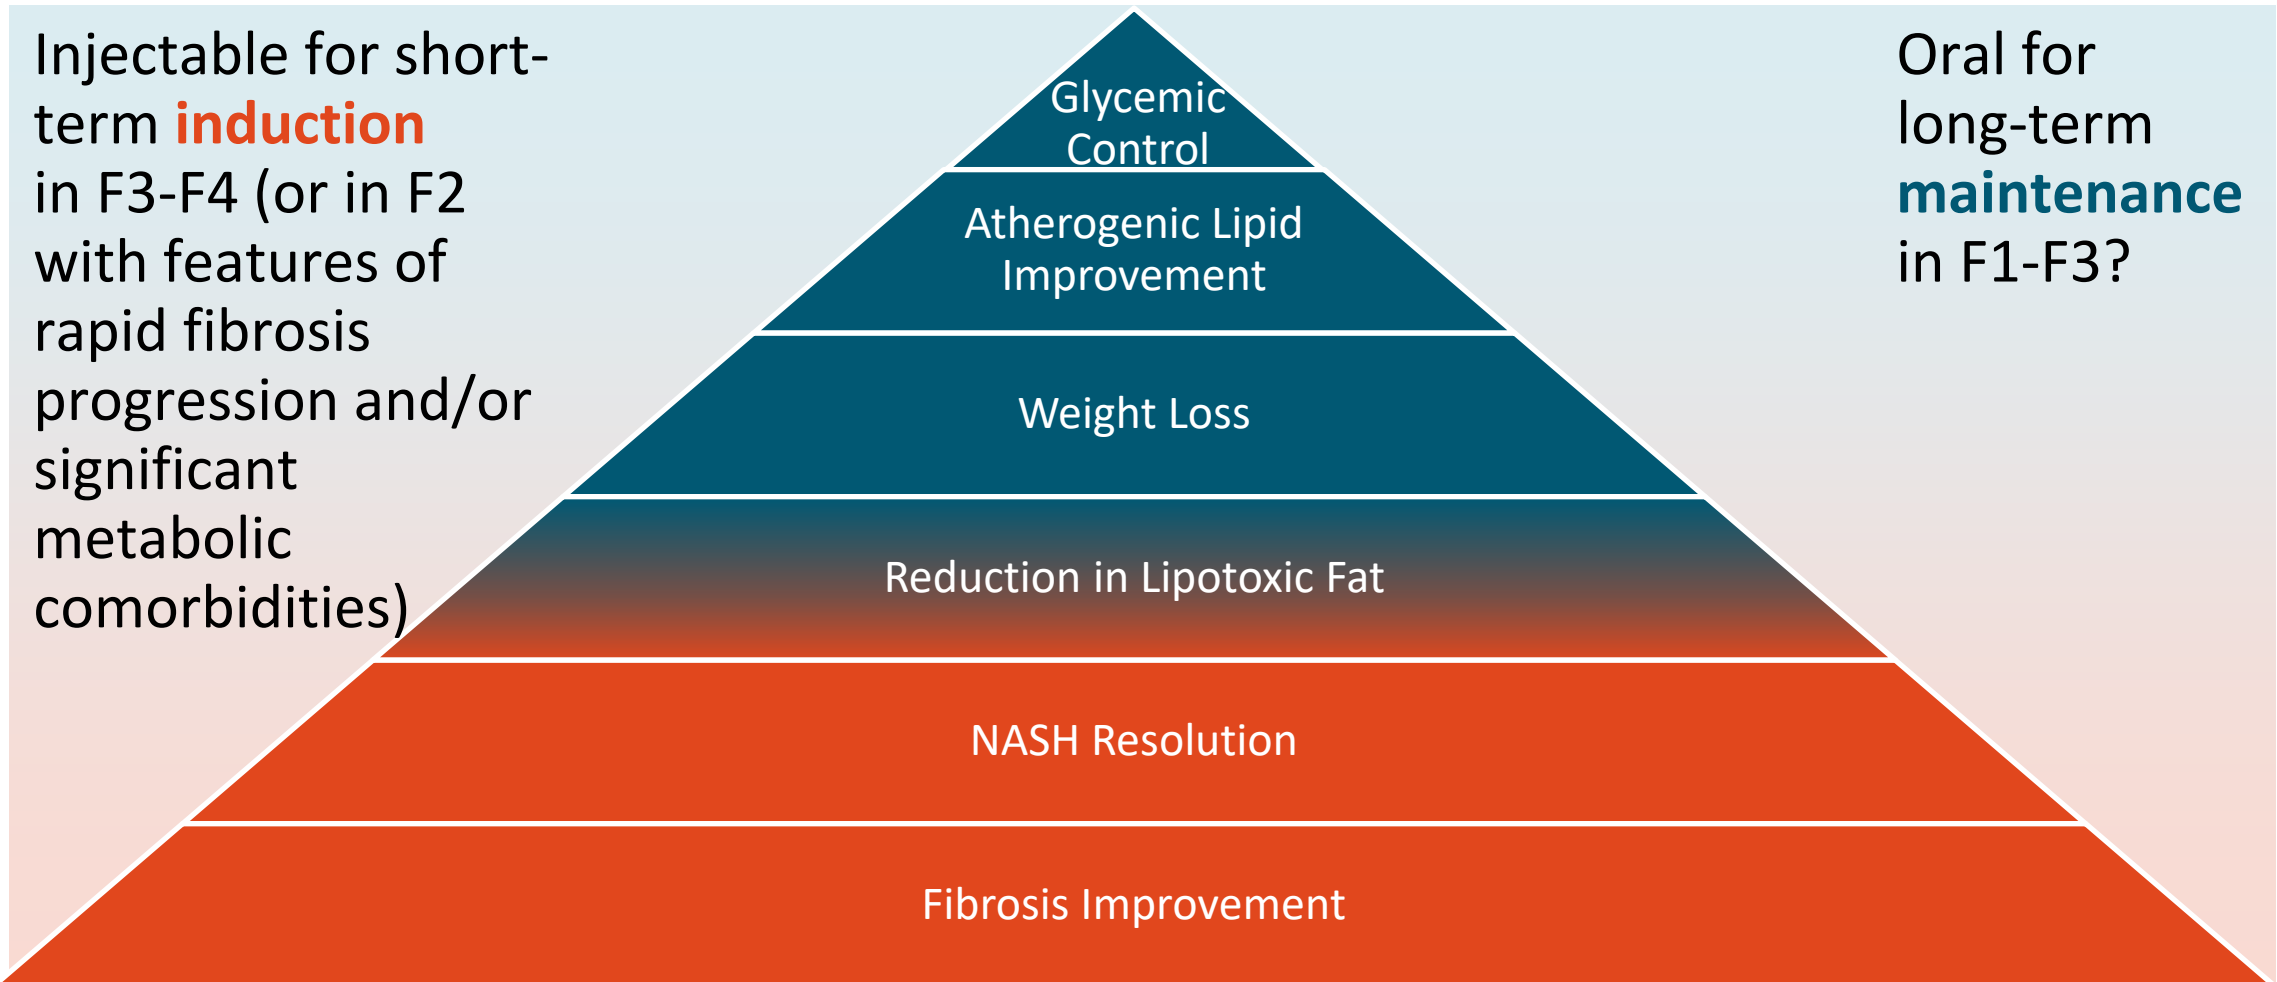 Injectable for short-
term induction
in F3-F4 (or in F2
with features of
rapid fibrosis
progression and/or
significant
metabolic
comorbidities)
Glycemic
Control
Atherogenic Lipid
Improvement
Weight Loss
Reduction in Lipotoxic Fat
NASH Resolution
Fibrosis Improvement
Oral for
long-term
maintenance
in F1-F3?